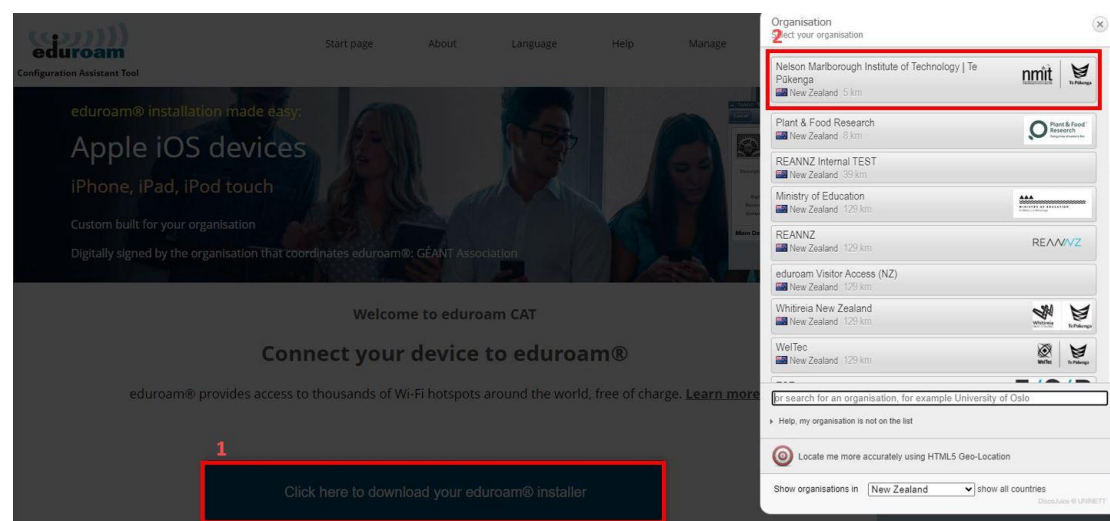 eduroam
Configuration Assistant Tool
Start page
About
Language
Help
Manage
eduroam® installation made easy:
Apple iOS devices
iPhone, iPad, iPod touch
Custom built for your organisation
Digitally signed by the organisation that coordinates eduroam®: GÉANT Association
Welcome to eduroam CAT
Connect your device to eduroam®
eduroam® provides access to thousands of Wi-Fi hotspots around the world, free of charge. Learn more
1
Click here to download your eduroam® installer
Organisation
Select your organisation
2
Nelson Marlborough Institute of Technology | Te
Pūkenga
New Zealand 5 km
nmit
Te Pūkenga
Plant & Food Research
New Zealand 8 km
Plant & Food
Research
REANNZ Internal TEST
New Zealand 39 km
Ministry of Education
New Zealand 129 km
REANNZ
New Zealand 129 km
REANNZ
eduroam Visitor Access (NZ)
New Zealand 129 km
Whitireia New Zealand
New Zealand 129 km
Whitireia
Te Pūkenga
WelTec
New Zealand 129 km
WelTec
Te Pūkenga
or search for an organisation, for example University of Oslo
Help, my organisation is not on the list
Locate me more accurately using HTML5 Geo-Location
Show organisations in New Zealand show all countries
DiscoJuice © UNINETT